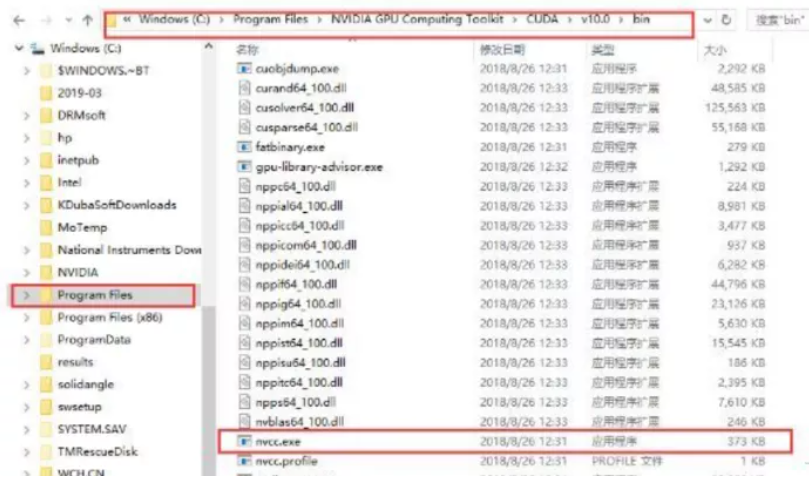 « Windows (C:) › Program Files › NVIDIA GPU Computing Toolkit › CUDA › v10.0 › bin
搜索"bin"
Windows (C:)
$WINDOWS.~BT
2019-03
DRMsoft
hp
inetpub
Intel
KDubaSoftDownloads
MoTemp
National Instruments Dow
NVIDIA
Program Files
Program Files (x86)
ProgramData
results
solidangle
swsetup
SYSTEM.SAV
TMRescueDisk
WCH.CN
名称 修改日期 类型 大小
cuobjdump.exe 2018/8/26 12:31 应用程序 2,292 KB
curand64_100.dll 2018/8/26 12:33 应用程序扩展 48,585 KB
cusolver64_100.dll 2018/8/26 12:33 应用程序扩展 125,563 KB
cusparse64_100.dll 2018/8/26 12:33 应用程序扩展 55,168 KB
fatbinary.exe 2018/8/26 12:31 应用程序 279 KB
gpu-library-advisor.exe 2018/8/26 12:32 应用程序 1,292 KB
nppc64_100.dll 2018/8/26 12:33 应用程序扩展 224 KB
nppial64_100.dll 2018/8/26 12:33 应用程序扩展 8,981 KB
nppicc64_100.dll 2018/8/26 12:33 应用程序扩展 3,477 KB
nppicom64_100.dll 2018/8/26 12:33 应用程序扩展 937 KB
nppidei64_100.dll 2018/8/26 12:33 应用程序扩展 6,282 KB
nppif64_100.dll 2018/8/26 12:33 应用程序扩展 44,796 KB
nppig64_100.dll 2018/8/26 12:33 应用程序扩展 23,126 KB
nppim64_100.dll 2018/8/26 12:33 应用程序扩展 5,630 KB
nppist64_100.dll 2018/8/26 12:33 应用程序扩展 15,545 KB
nppisu64_100.dll 2018/8/26 12:33 应用程序扩展 186 KB
nppitc64_100.dll 2018/8/26 12:33 应用程序扩展 2,395 KB
npps64_100.dll 2018/8/26 12:33 应用程序扩展 7,610 KB
nvblas64_100.dll 2018/8/26 12:33 应用程序扩展 246 KB
nvcc.exe 2018/8/26 12:31 应用程序 373 KB
nvcc.profile 2018/8/26 12:31 PROFILE 文件 1 KB